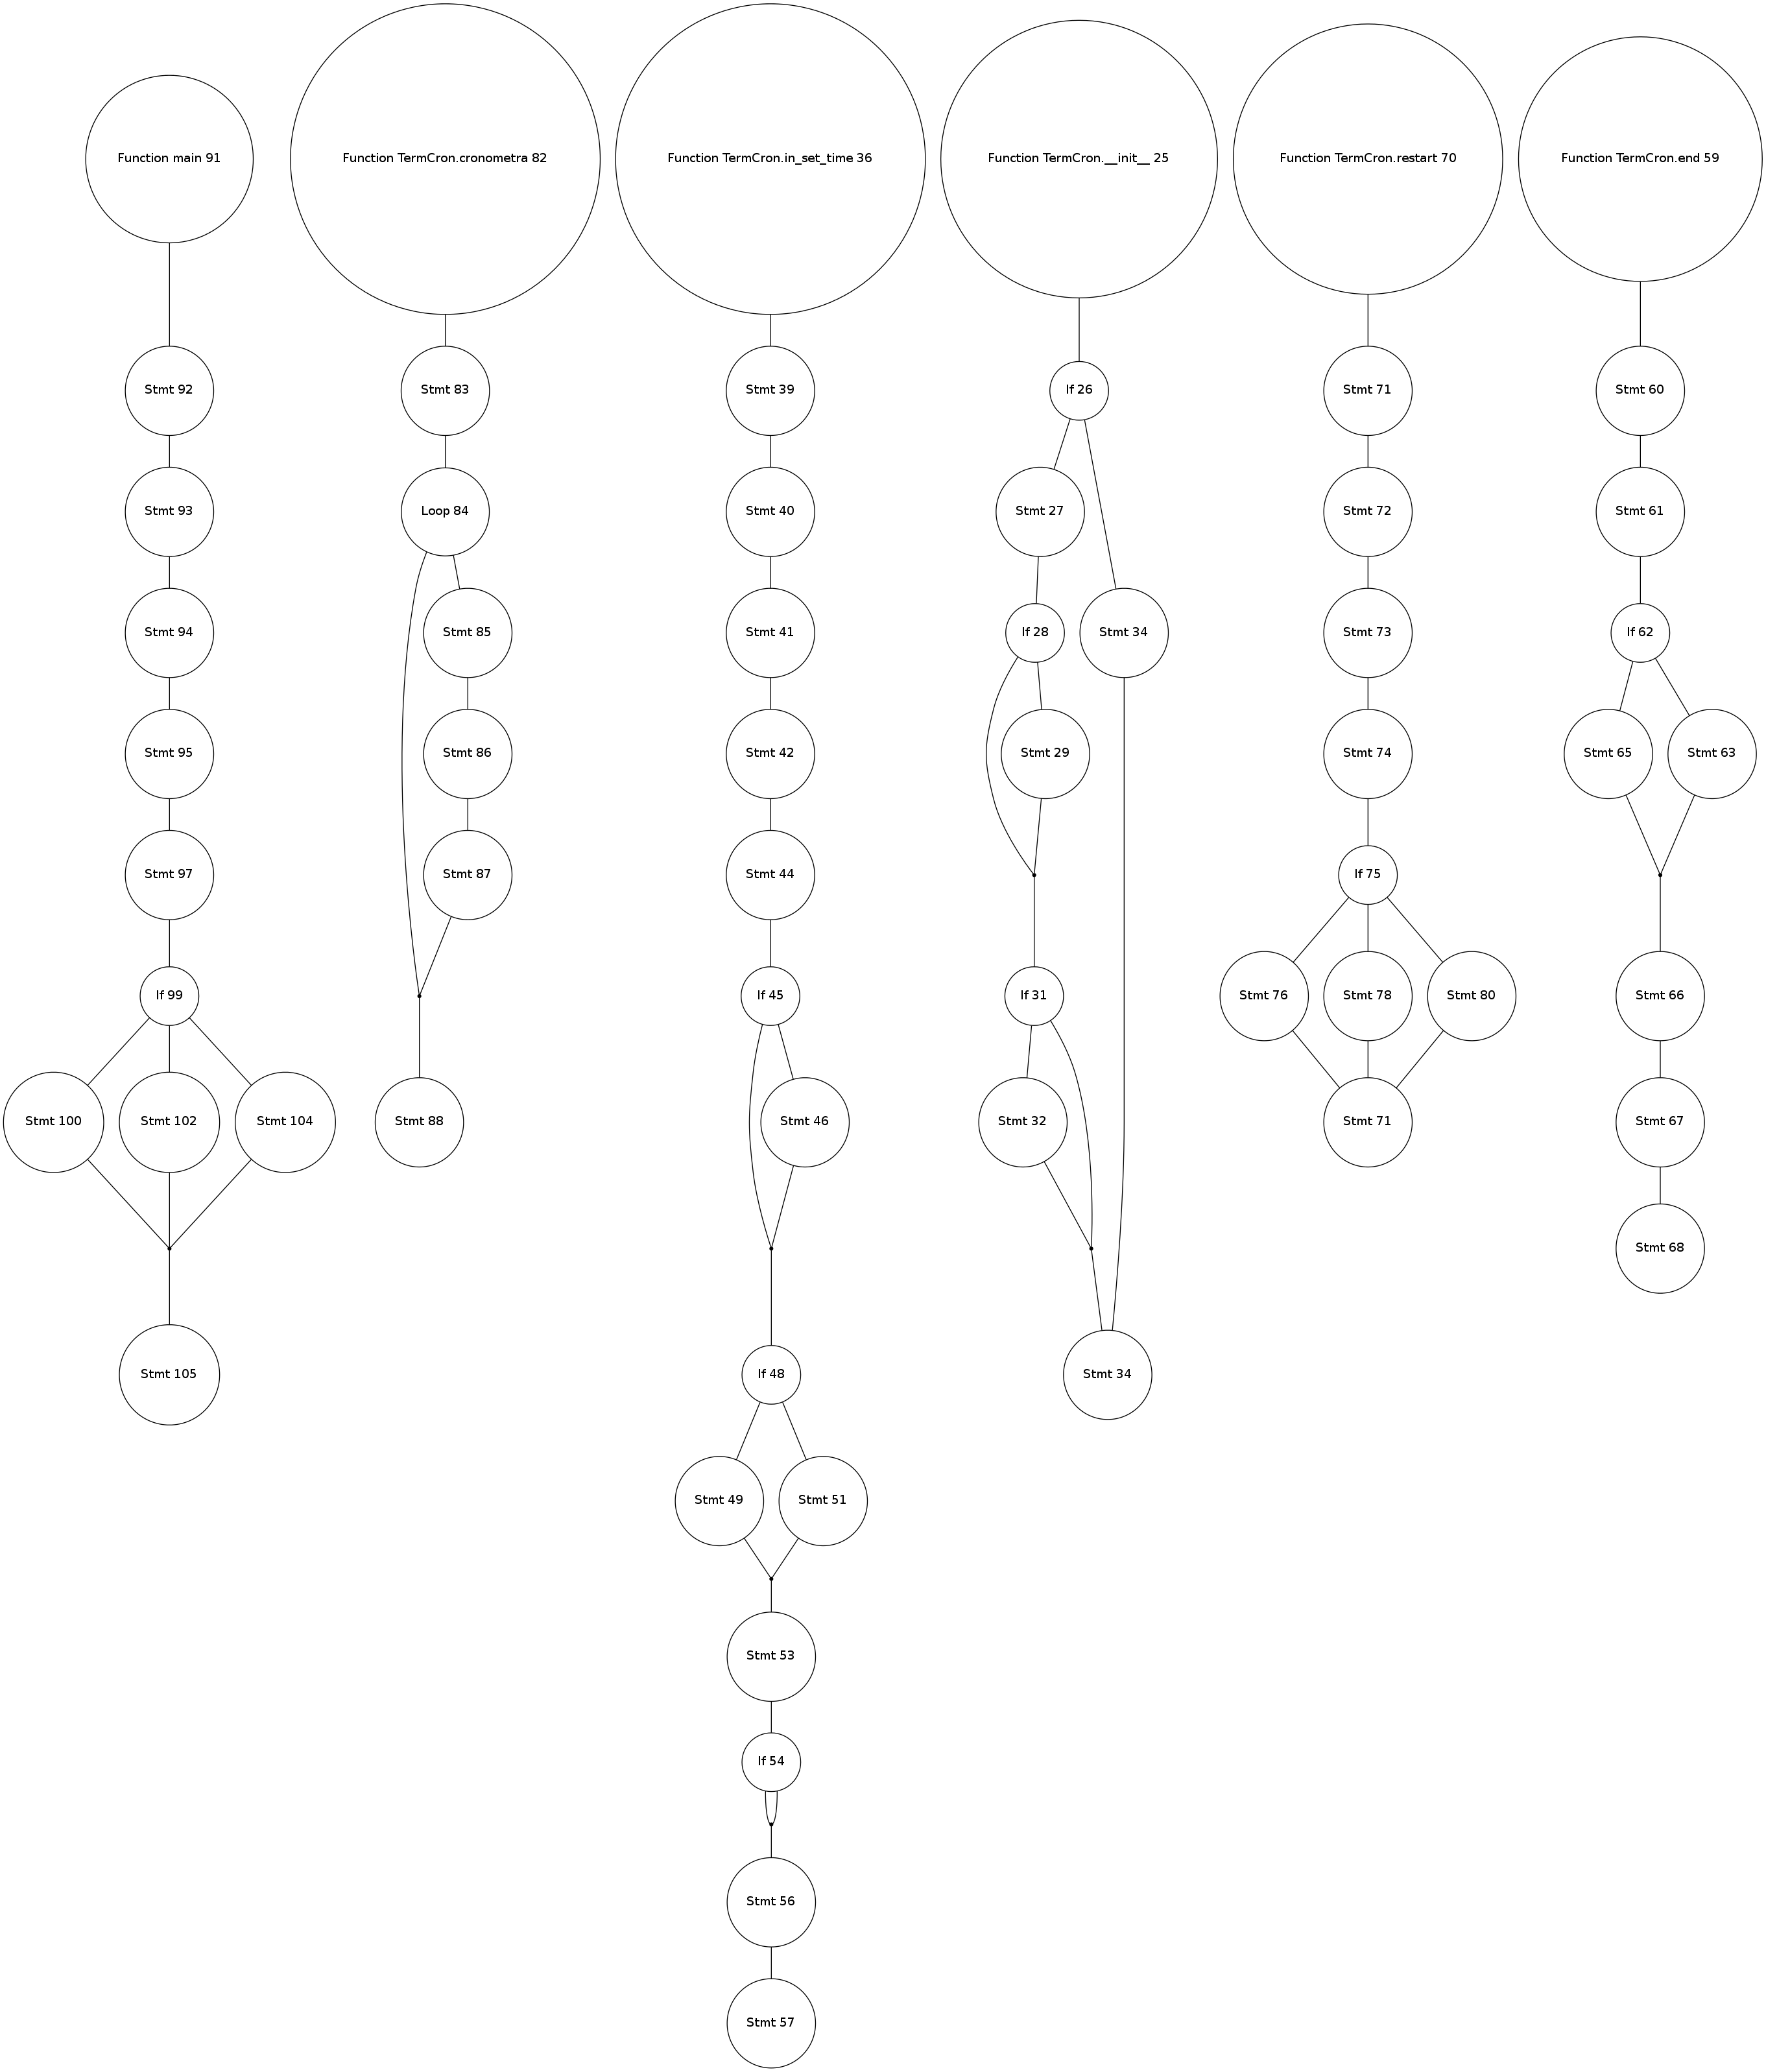 Function main 91
Stmt 92
Stmt 93
Stmt 94
Stmt 95
Stmt 97
If 99
Stmt 100
Stmt 102
Stmt 104
Stmt 105
Function TermCron.cronometra 82
Stmt 83
Loop 84
Stmt 85
Stmt 86
Stmt 87
Stmt 88
Function TermCron.in_set_time 36
Stmt 39
Stmt 40
Stmt 41
Stmt 42
Stmt 44
If 45
Stmt 46
If 48
Stmt 49
Stmt 51
Stmt 53
If 54
Stmt 56
Stmt 57
Function TermCron.__init__ 25
If 26
Stmt 27
If 28
Stmt 34
Stmt 29
If 31
Stmt 32
Stmt 34
Function TermCron.restart 70
Stmt 71
Stmt 72
Stmt 73
Stmt 74
If 75
Stmt 76
Stmt 78
Stmt 80
Stmt 71
Function TermCron.end 59
Stmt 60
Stmt 61
If 62
Stmt 65
Stmt 63
Stmt 66
Stmt 67
Stmt 68